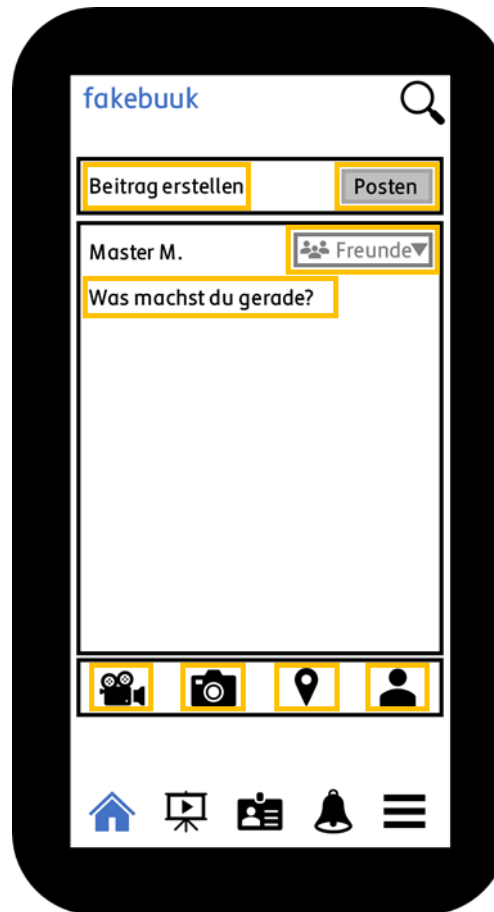 fakebuuk
Beitrag erstellen Posten
Master M. Freunde
Was machst du gerade?